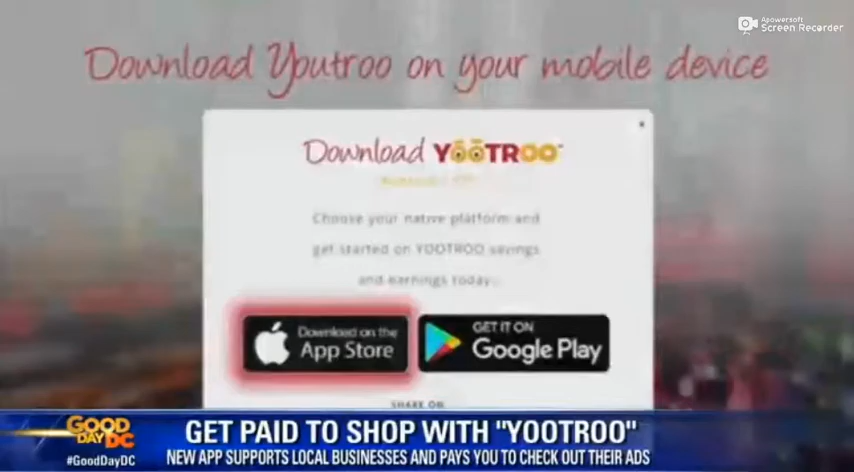 Apowersoft
Screen Recorder
Download Youtroo on your mobile device
Download YOOTROO™
Choose your native platform and
get started on YOOTROO savings
and earnings today...
Download on the
App Store
GET IT ON
Google Play
SHARE ON
GOOD
DAY DC
#GoodDayDC
GET PAID TO SHOP WITH "YOOTROO"
NEW APP SUPPORTS LOCAL BUSINESSES AND PAYS YOU TO CHECK OUT THEIR ADS